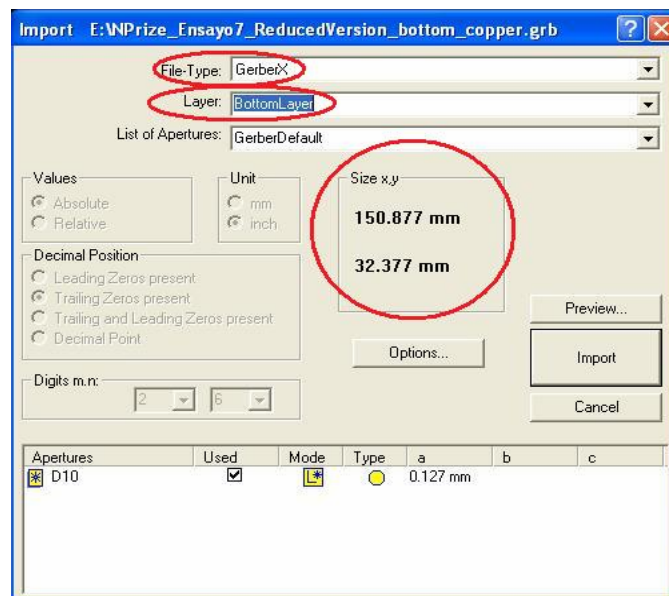 Import E:\NPrize_Ensayo7_ReducedVersion_bottom_copper.grb
File-Type: GerberX
Layer: BottomLayer
List of Apertures: GerberDefault
Values
Absolute
Relative
Unit
mm
inch
Size x,y
150.877 mm
32.377 mm
Decimal Position
Leading Zeros present
Trailing Zeros present
Trailing and Leading Zeros present
Decimal Point
Digits m.n:
2 6
Options...
Preview...
Import
Cancel
Apertures Used Mode Type a b c
D10 L* 0.127 mm